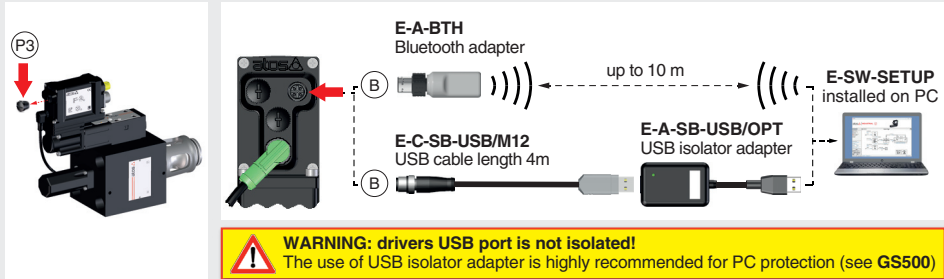 P3
atos
E-A-BTH
Bluetooth adapter
B
up to 10 m
E-SW-SETUP
installed on PC
E-C-SB-USB/M12
USB cable length 4m
E-A-SB-USB/OPT
USB isolator adapter
B
WARNING: drivers USB port is not isolated!
The use of USB isolator adapter is highly recommended for PC protection (see GS500)